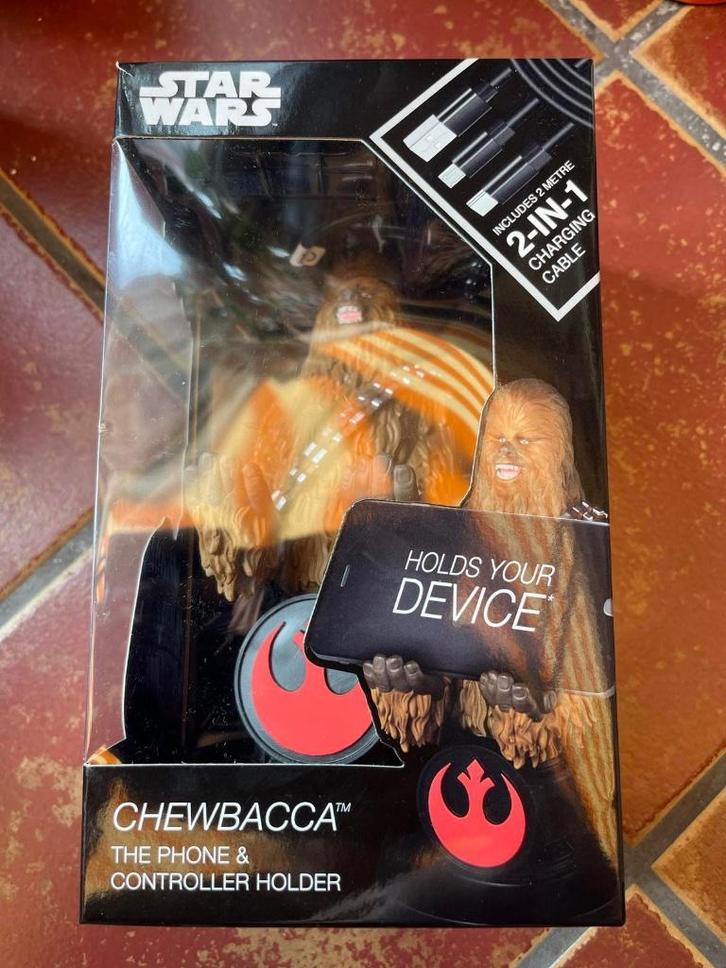 STAR
WARS
INCLUDES 2 METRE
2-IN-1
CHARGING
CABLE
HOLDS YOUR
DEVICE*
CHEWBACCA™
THE PHONE &
CONTROLLER HOLDER